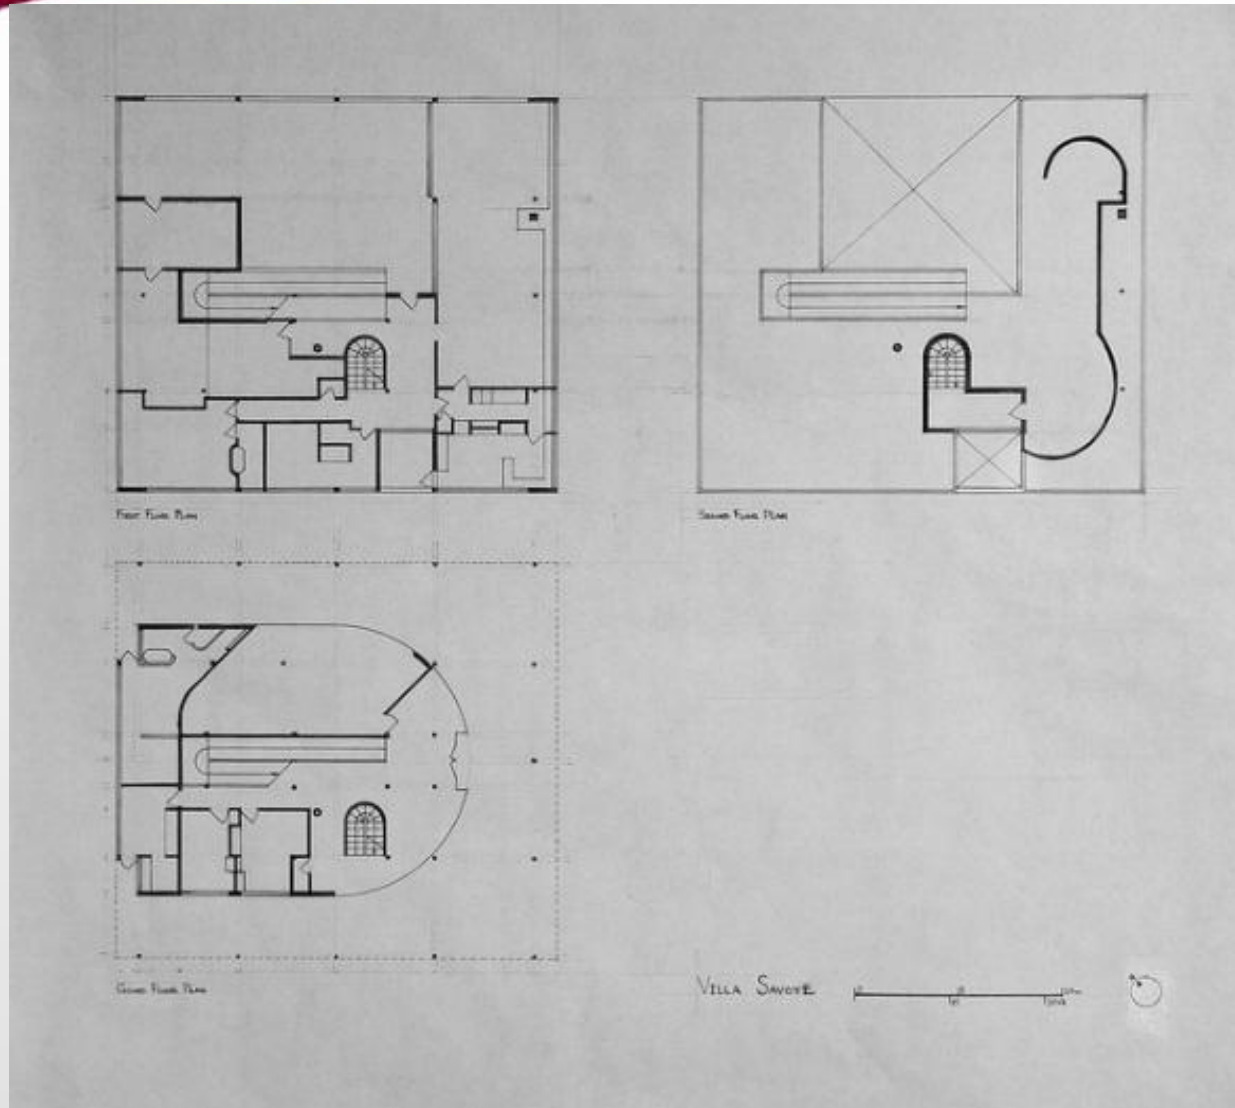 First Floor Plan
Second Floor Plan
Ground Floor Plan
Villa Savoye